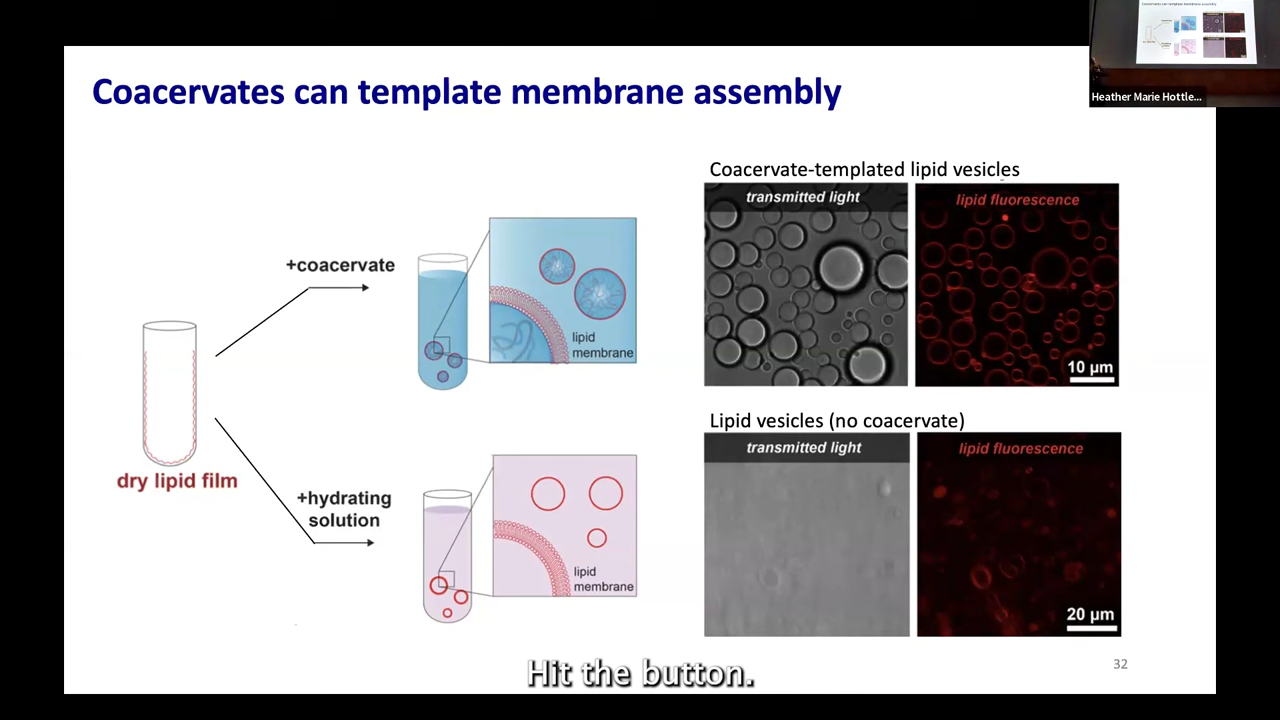 Coacervates can template membrane assembly
Heather Marie Hottle...
Coacervate-templated lipid vesicles
transmitted light
lipid fluorescence
+coacervate
lipid
membrane
10 µm
dry lipid film
Lipid vesicles (no coacervate)
transmitted light
lipid fluorescence
+hydrating
solution
lipid
membrane
20 µm
32
Hit the button.